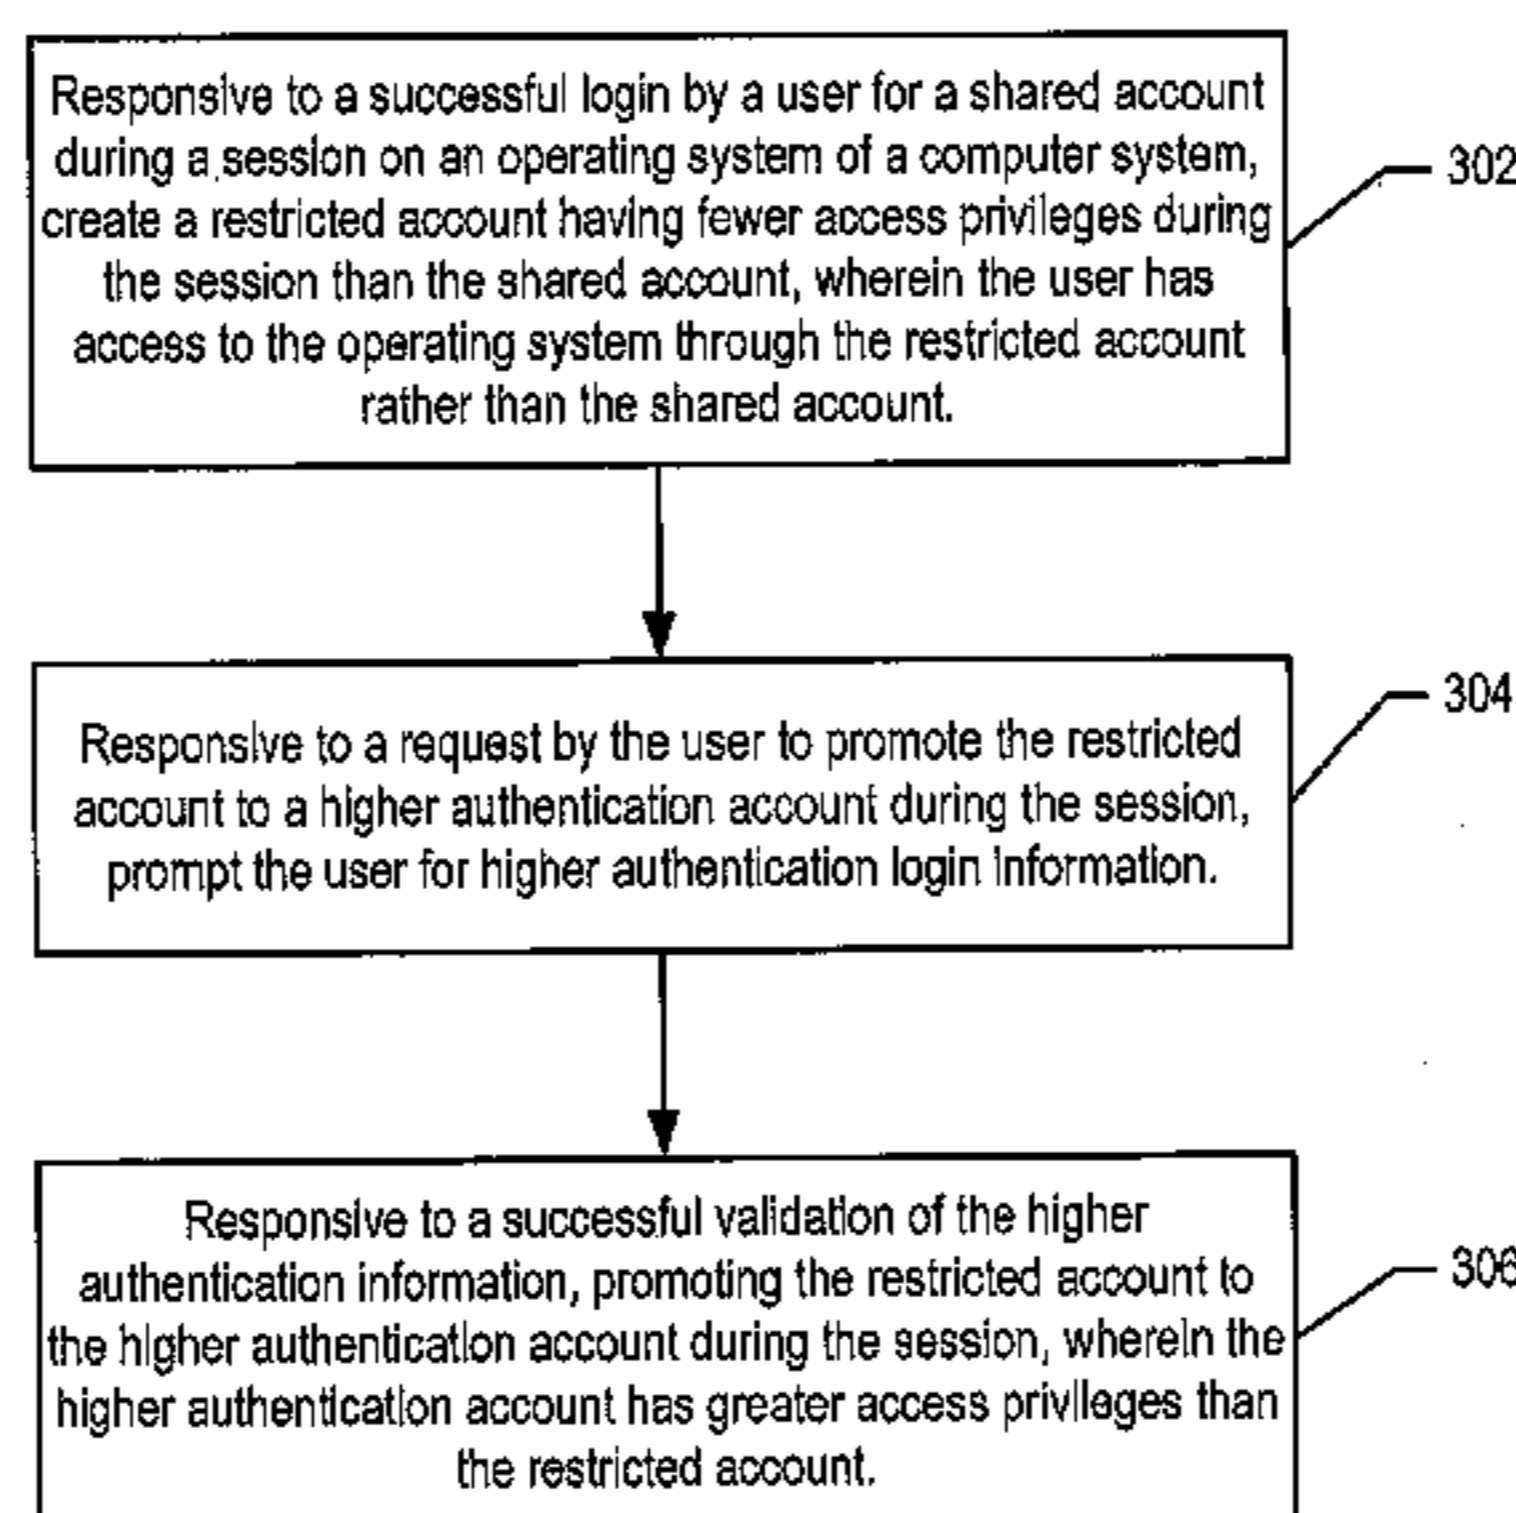 Responsive to a successful login by a user for a shared account
during a session on an operating system of a computer system,
create a restricted account having fewer access privileges during
the session than the shared account, wherein the user has
access to the operating system through the restricted account
rather than the shared account.
302
Responsive to a request by the user to promote the restricted
account to a higher authentication account during the session,
prompt the user for higher authentication login information.
304
Responsive to a successful validation of the higher
authentication information, promoting the restricted account to
the higher authentication account during the session, wherein the
higher authentication account has greater access privileges than
the restricted account.
306